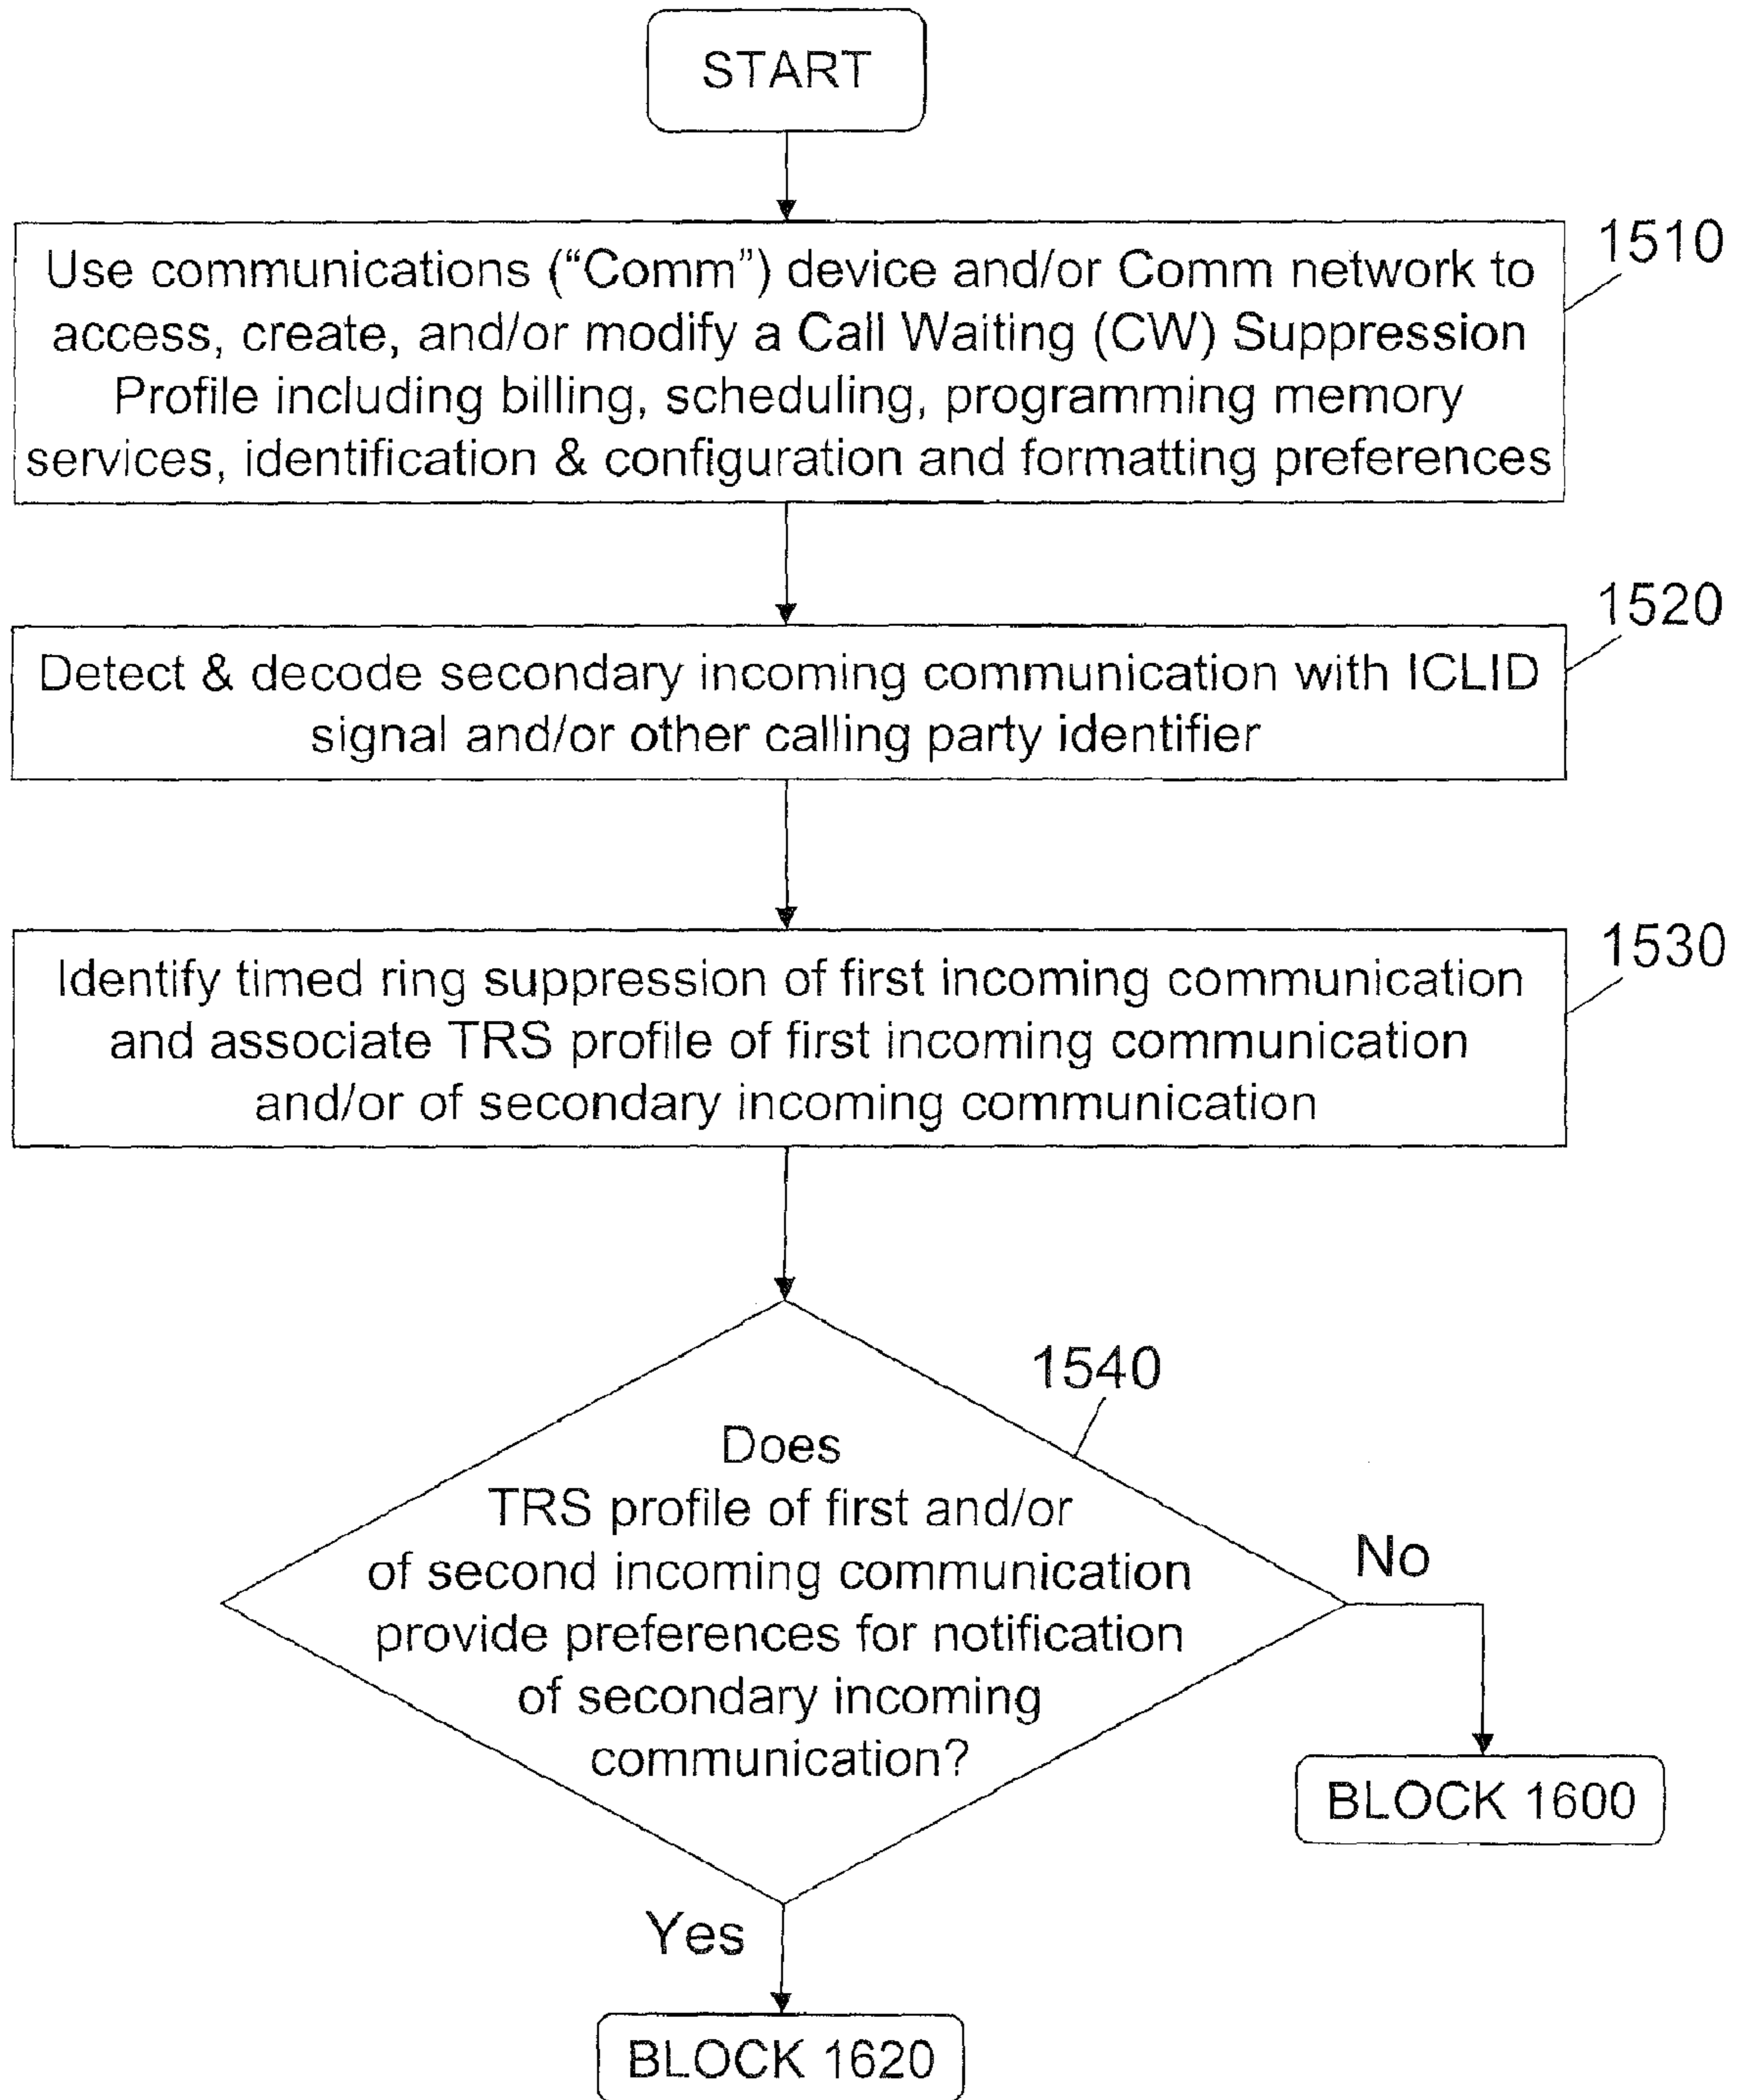 START
1510
Use communications (“Comm”) device and/or Comm network to
access, create, and/or modify a Call Waiting (CW) Suppression
Profile including billing, scheduling, programming memory
services, identification & configuration and formatting preferences
1520
Detect & decode secondary incoming communication with ICLID
signal and/or other calling party identifier
1530
Identify timed ring suppression of first incoming communication
and associate TRS profile of first incoming communication
and/or of secondary incoming communication
1540
Does
TRS profile of first and/or
of second incoming communication
provide preferences for notification
of secondary incoming
communication?
No
BLOCK 1600
Yes
BLOCK 1620